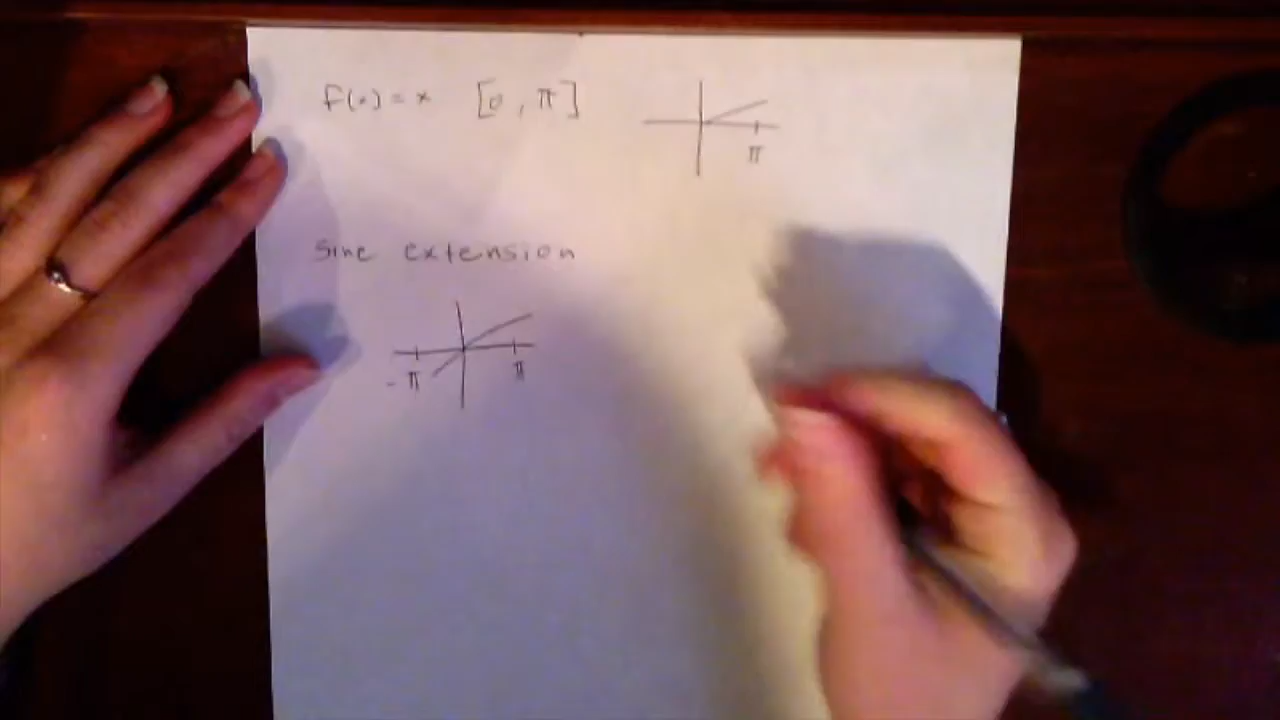 f(x) = x [0, π]
π
sine extension
-π π